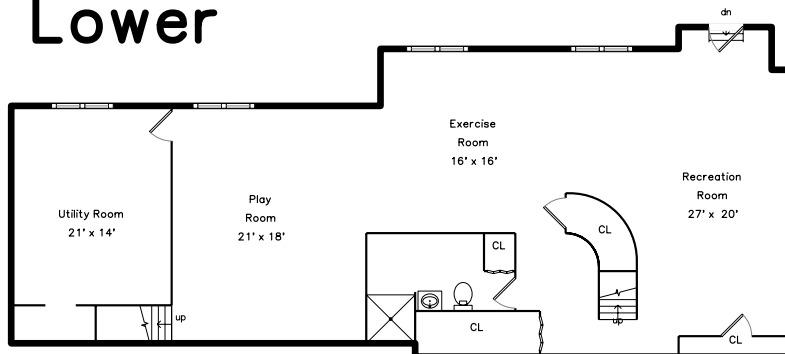 Lower
dn
Exercise
Room
16' x 16'
Recreation
Room
27' x 20'
Play
Room
21' x 18'
Utility Room
21' x 14'
CL
CL
up
up
CL
CL